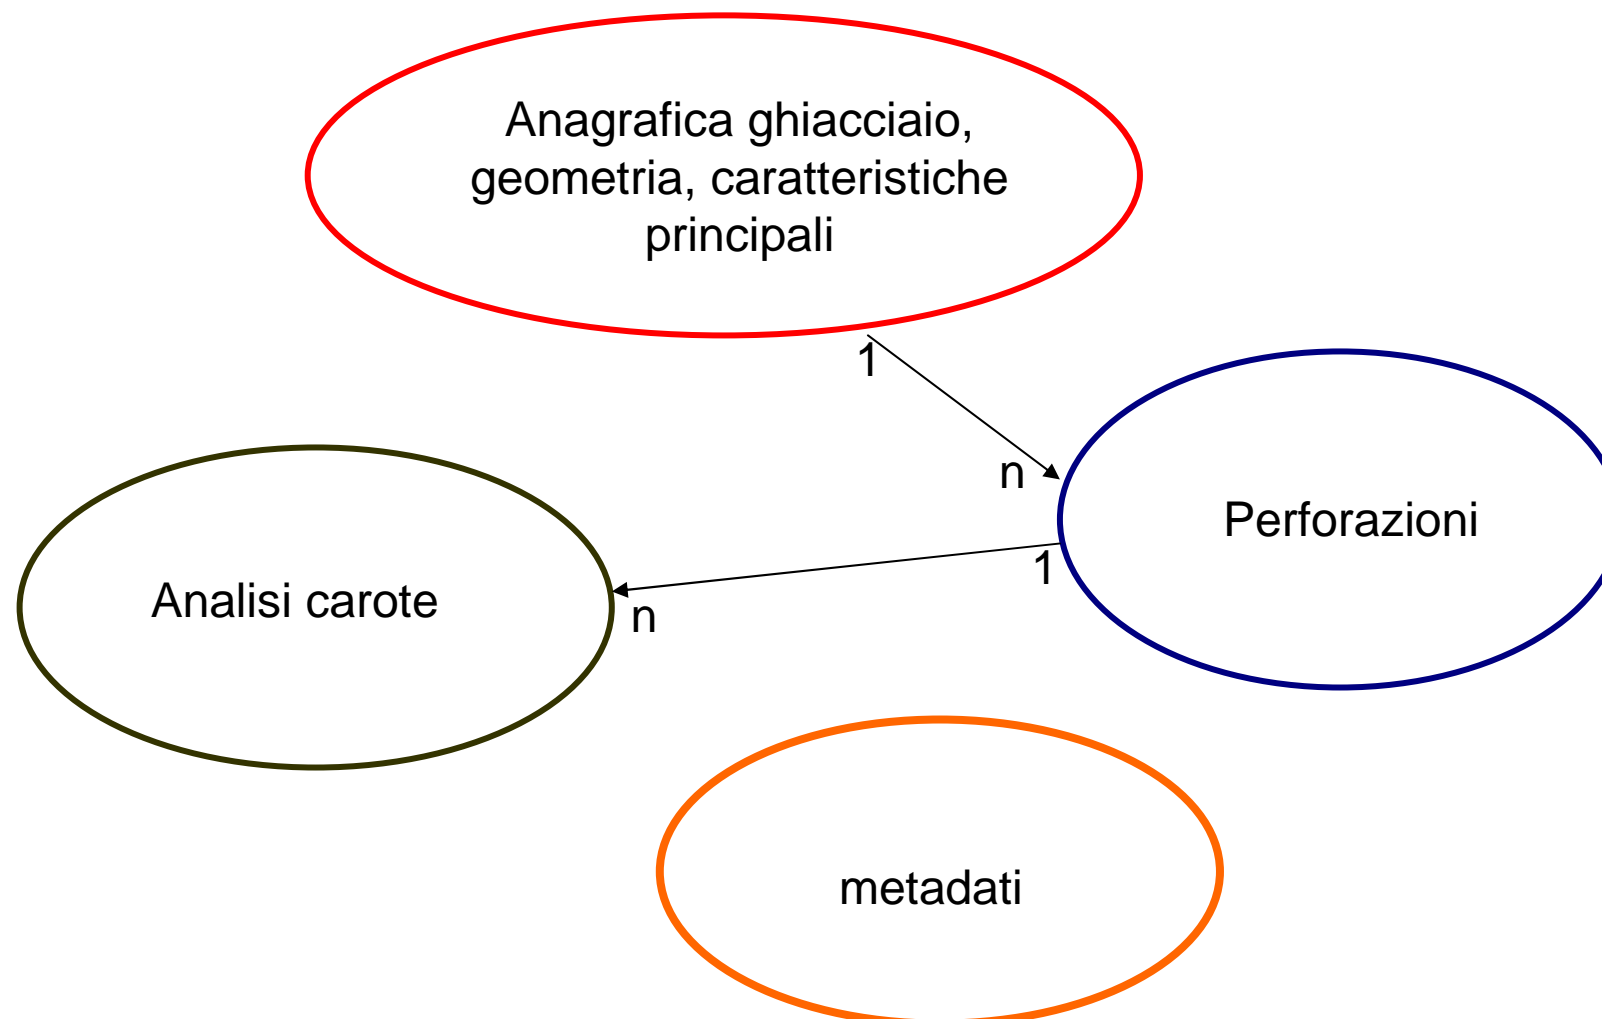 Anagrafica ghiacciaio,
geometria, caratteristiche
principali
1
n
Perforazioni
1
n
Analisi carote
metadati